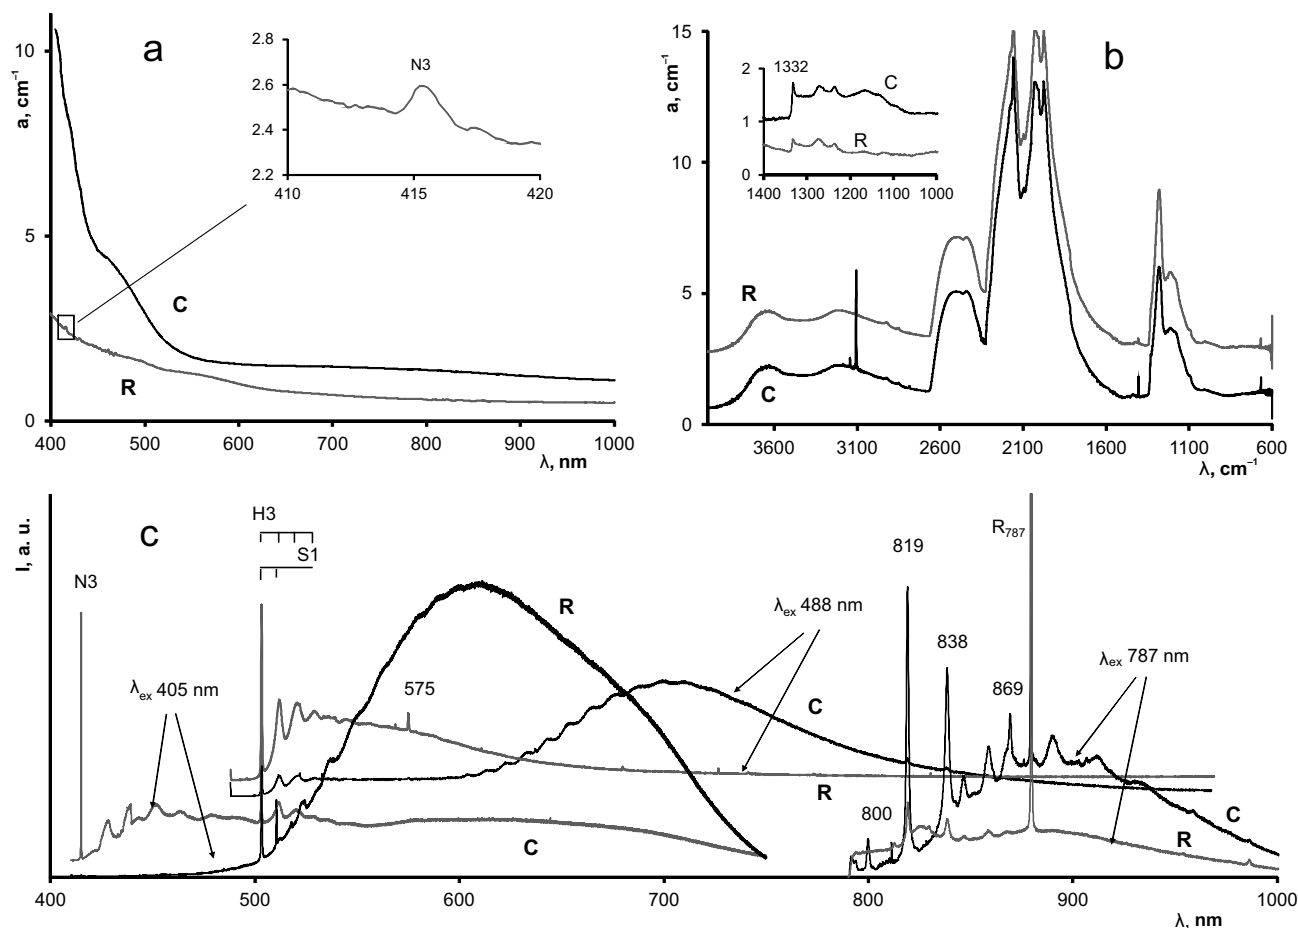 a
a, cm⁻¹
10
5
0
400
500
600
700
800
900
1000
λ, nm
C
R
2.8
2.6
2.4
2.2
410
415
420
N3
b
a, cm⁻¹
15
10
5
0
3600
3100
2600
2100
1600
1100
600
λ, cm⁻¹
R
C
2
1
0
1400
1300
1200
1100
1000
1332
C
R
c
I, a. u.
N3
H3
S1
λex 405 nm
575
R
λex 488 nm
C
R
C
819
838
869
800
R787
λex 787 nm
C
R
400
500
600
700
800
900
1000
λ, nm